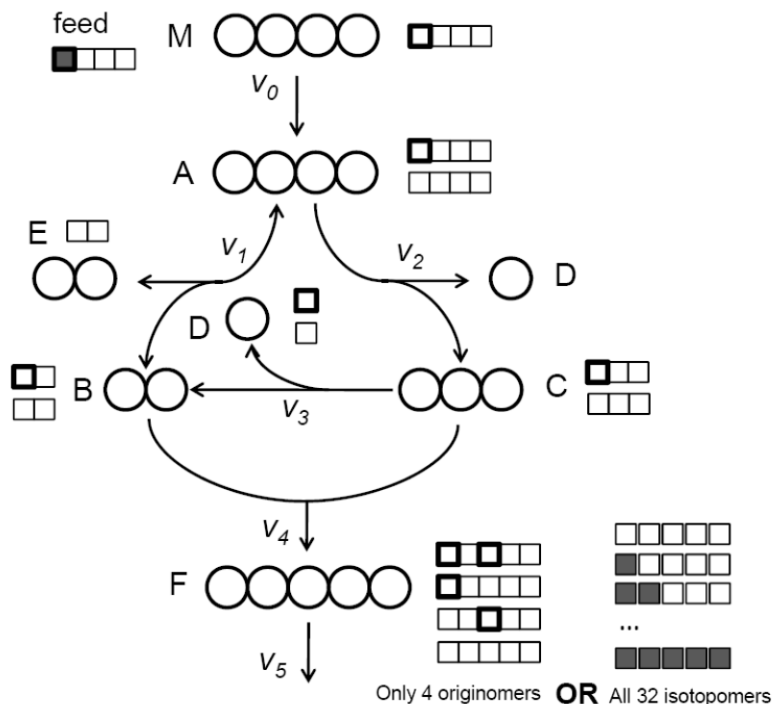 feed
M
v0
A
E
v1
v2
D
D
B
v3
C
v4
F
...
v5
Only 4 originomers OR All 32 isotopomers